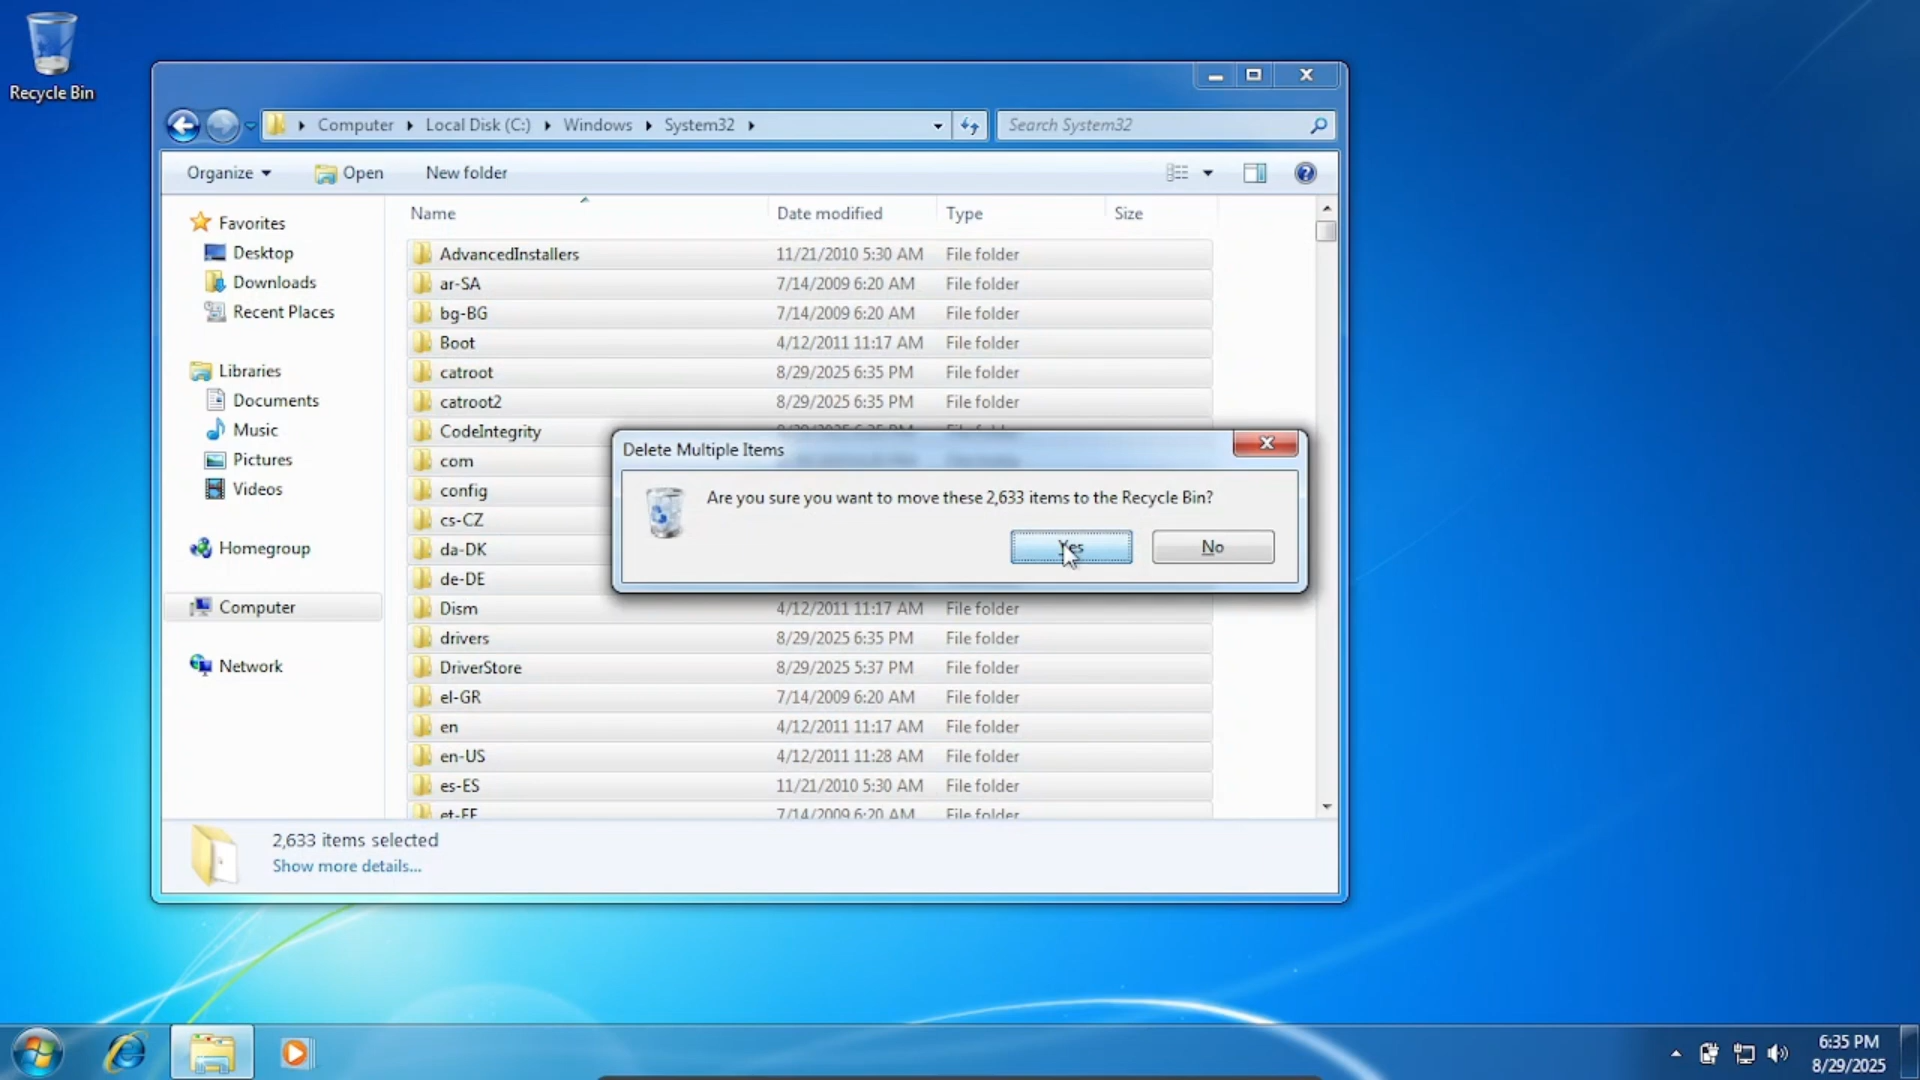 Recycle Bin
Computer Local Disk (C:) Windows System32
Search System32
Organize Open New folder
Name Date modified Type Size
Favorites
Desktop
Downloads
Recent Places
Libraries
Documents
Music
Pictures
Videos
Homegroup
Computer
Network
AdvancedInstallers 11/21/2010 5:30 AM File folder
ar-SA 7/14/2009 6:20 AM File folder
bg-BG 7/14/2009 6:20 AM File folder
Boot 4/12/2011 11:17 AM File folder
catroot 8/29/2025 6:35 PM File folder
catroot2 8/29/2025 6:35 PM File folder
CodeIntegrity
com
config
cs-CZ
da-DK
de-DE
Dism 4/12/2011 11:17 AM File folder
drivers 8/29/2025 6:35 PM File folder
DriverStore 8/29/2025 5:37 PM File folder
el-GR 7/14/2009 6:20 AM File folder
en 4/12/2011 11:17 AM File folder
en-US 4/12/2011 11:28 AM File folder
es-ES 11/21/2010 5:30 AM File folder
et-EE 7/14/2009 6:20 AM File folder
Delete Multiple Items
Are you sure you want to move these 2,633 items to the Recycle Bin?
Yes No
2,633 items selected
Show more details...
6:35 PM
8/29/2025